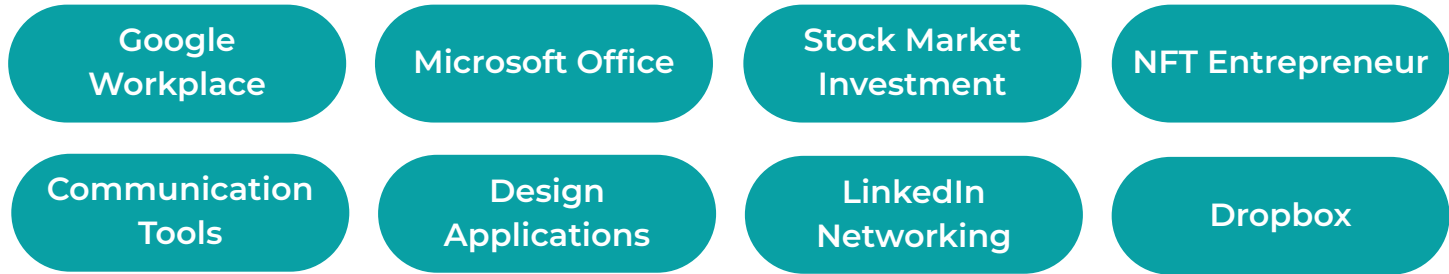 Google
Workplace
Microsoft Office
Stock Market
Investment
NFT Entrepreneur
Communication
Tools
Design
Applications
LinkedIn
Networking
Dropbox